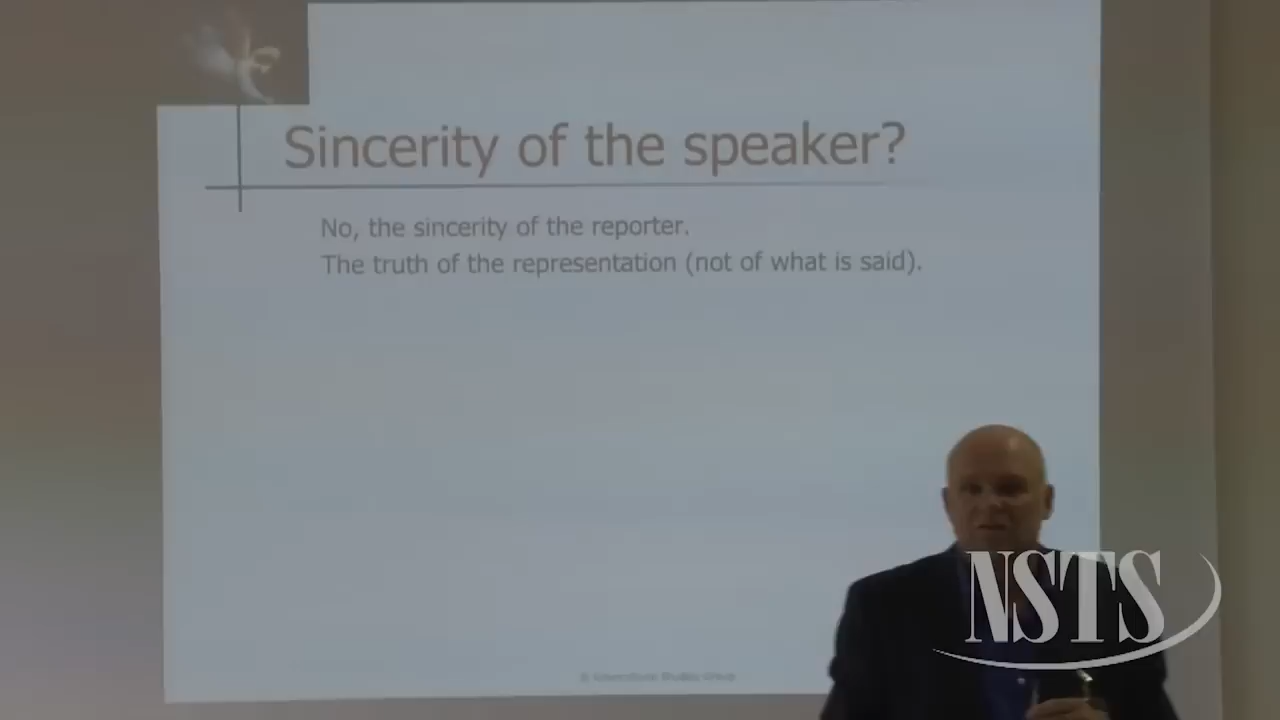 Sincerity of the speaker?
No, the sincerity of the reporter.
The truth of the representation (not of what is said).
NSTS